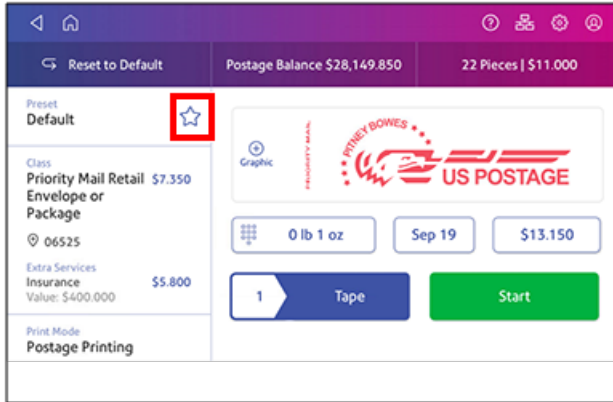 Reset to Default
Postage Balance $28,149.850
22 Pieces | $11.000
Preset
Default
Class
Priority Mail Retail $7.350
Envelope or
Package
06525
Extra Services
Insurance $5.800
Value: $400.000
Print Mode
Postage Printing
Graphic
PRIORITY MAIL
PITNEY BOWES
US POSTAGE
0 lb 1 oz
Sep 19
$13.150
1 Tape
Start